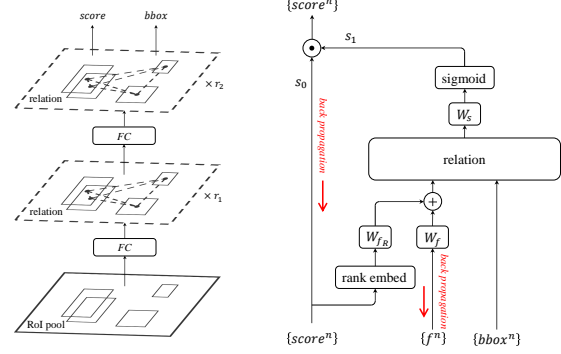 score bbox
relation
× r₂
FC
relation
× r₁
FC
RoI pool
{scoreⁿ}
s₁
s₀
sigmoid
Wₛ
relation
back propagation
+
W_{f_R}
W_f
rank embed
back propagation
{scoreⁿ} {fⁿ} {bboxⁿ}